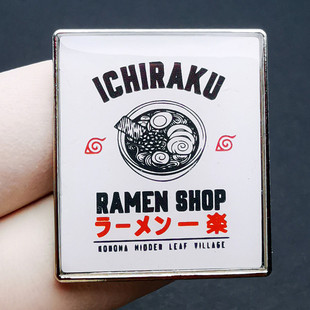 ICHIRAKU
RAMEN SHOP
ラーメン一楽
KONOHA HIDDEN LEAF VILLAGE